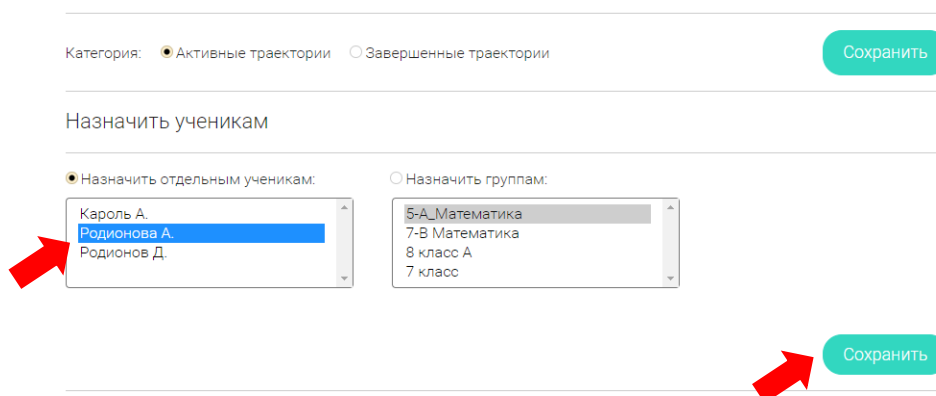 Категория: Активные траектории Завершенные траектории Сохранить
Назначить ученикам
Назначить отдельным ученикам: Назначить группам:
Кароль А. 5-А_Математика
Родионова А. 7-В Математика
Родионов Д. 8 класс А
7 класс
Сохранить